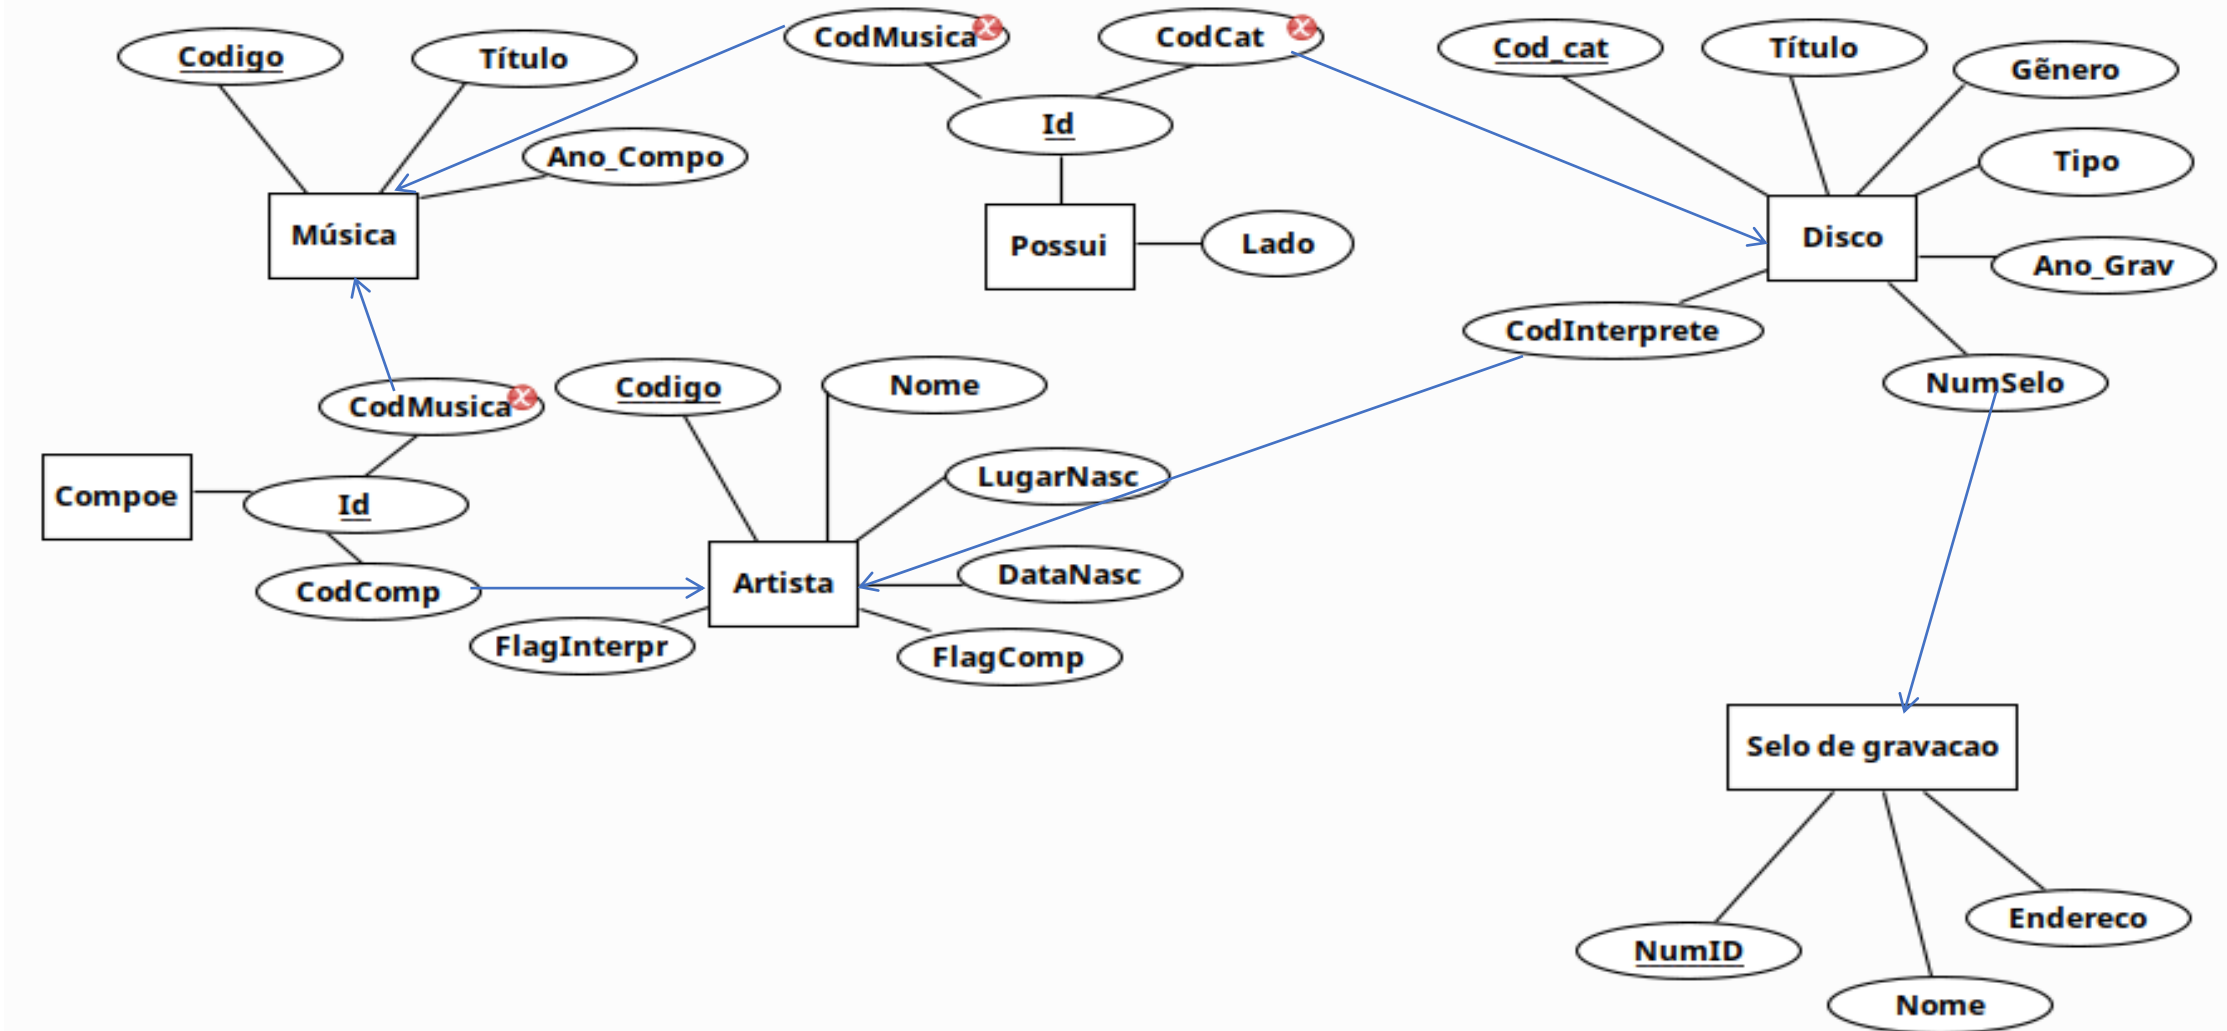 CodMusica
CodCat
Codigo
Título
Cod_cat
Título
Gẽnero
Id
Ano_Compo
Tipo
Música
Possui
Lado
Disco
Ano_Grav
CodInterprete
CodMusica
Codigo
Nome
NumSelo
LugarNasc
Compoe
Id
Artista
DataNasc
CodComp
FlagInterpr
FlagComp
Selo de gravacao
Endereco
NumID
Nome